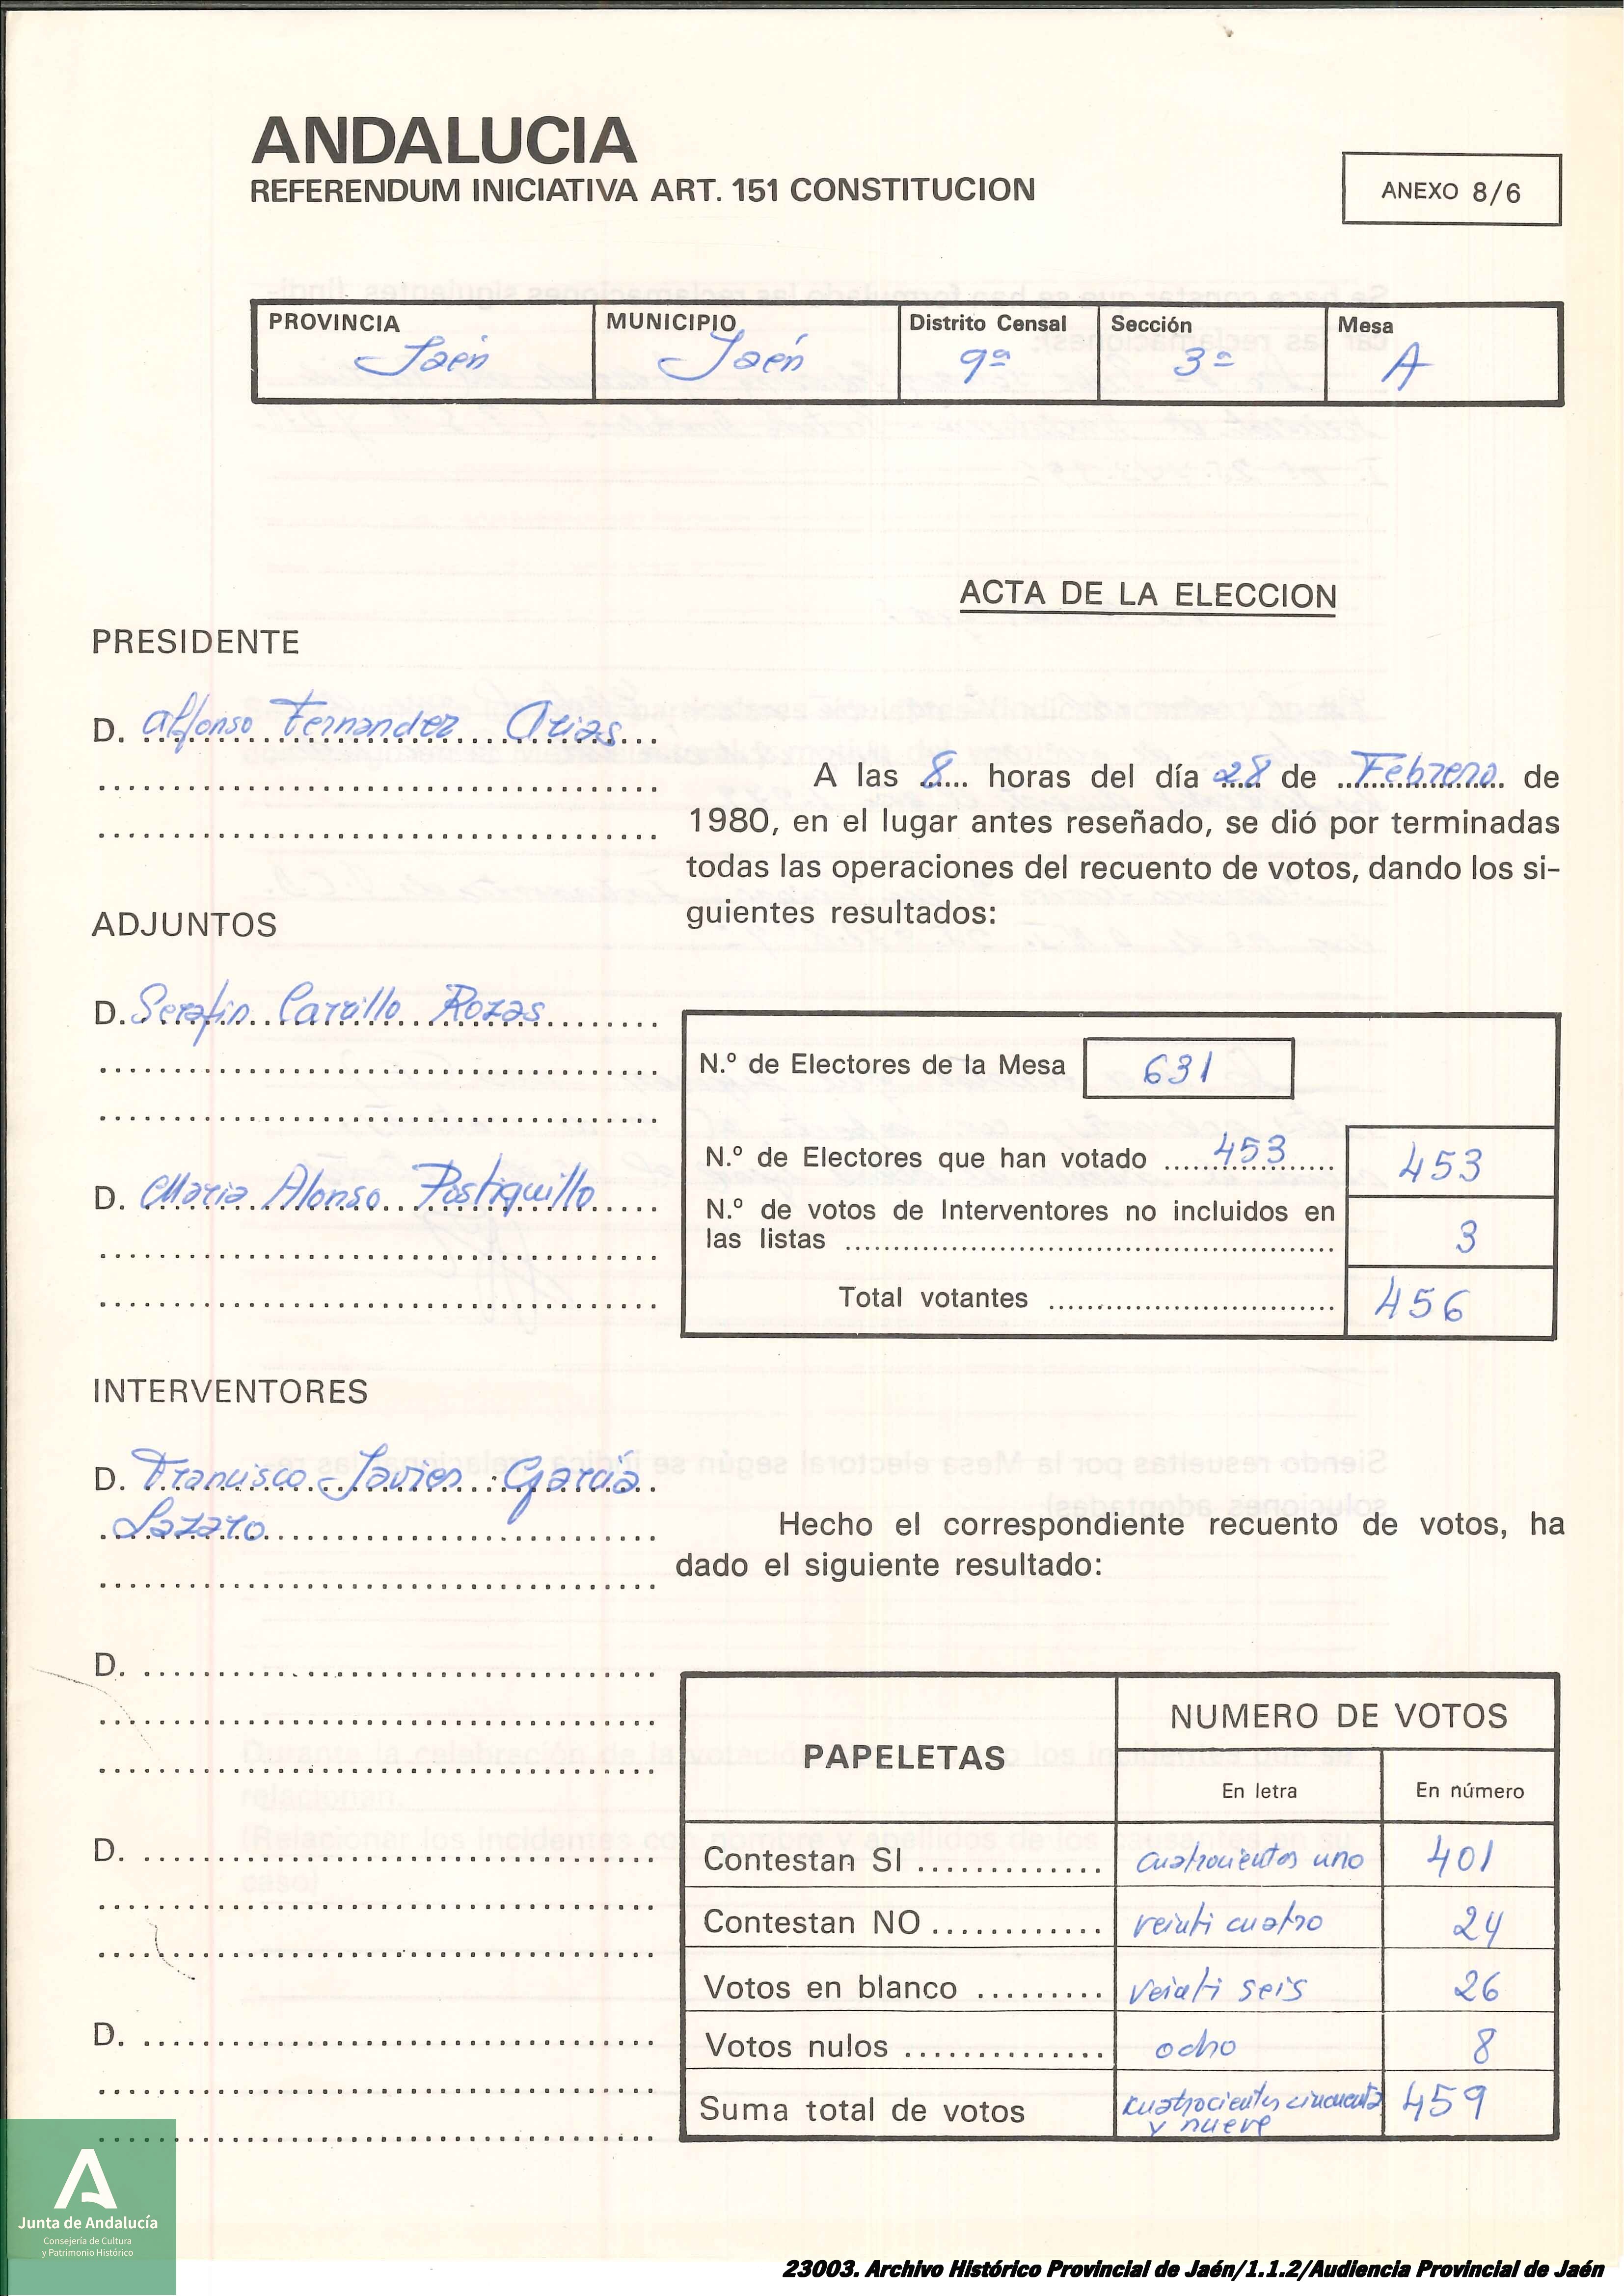 ANDALUCIA
REFERENDUM INICIATIVA ART. 151 CONSTITUCION
ANEXO 8/6
PROVINCIA MUNICIPIO Distrito Censal Sección Mesa
Jaén Jaén 9ª 3ª A
ACTA DE LA ELECCION
PRESIDENTE
D. Alfonso Fernandez Arias
A las 8 horas del día 28 de Febrero de
1980, en el lugar antes reseñado, se dió por terminadas
todas las operaciones del recuento de votos, dando los si-
guientes resultados:
ADJUNTOS
D. Serafin Carrillo Rozas
D. Maria Alonso Postiquillo
N.º de Electores de la Mesa 631
N.º de Electores que han votado ...... 453 ...... 453
N.º de votos de Interventores no incluidos en
las listas ...... 3
Total votantes ...... 456
INTERVENTORES
D. Francisco Javier Garcia
Lazaro
Hecho el correspondiente recuento de votos, ha
dado el siguiente resultado:
D.
D.
D.
PAPELETAS
NUMERO DE VOTOS
En letra En número
Contestan SI ............. cuatrocientos uno 401
Contestan NO ............ veinti cuatro 24
Votos en blanco ......... veinti seis 26
Votos nulos .............. ocho 8
Suma total de votos cuatrocientos cincuenta 459
y nueve
Junta de Andalucía
Consejería de Cultura
y Patrimonio Histórico
23003. Archivo Histórico Provincial de Jaén/1.1.2/Audiencia Provincial de Jaén